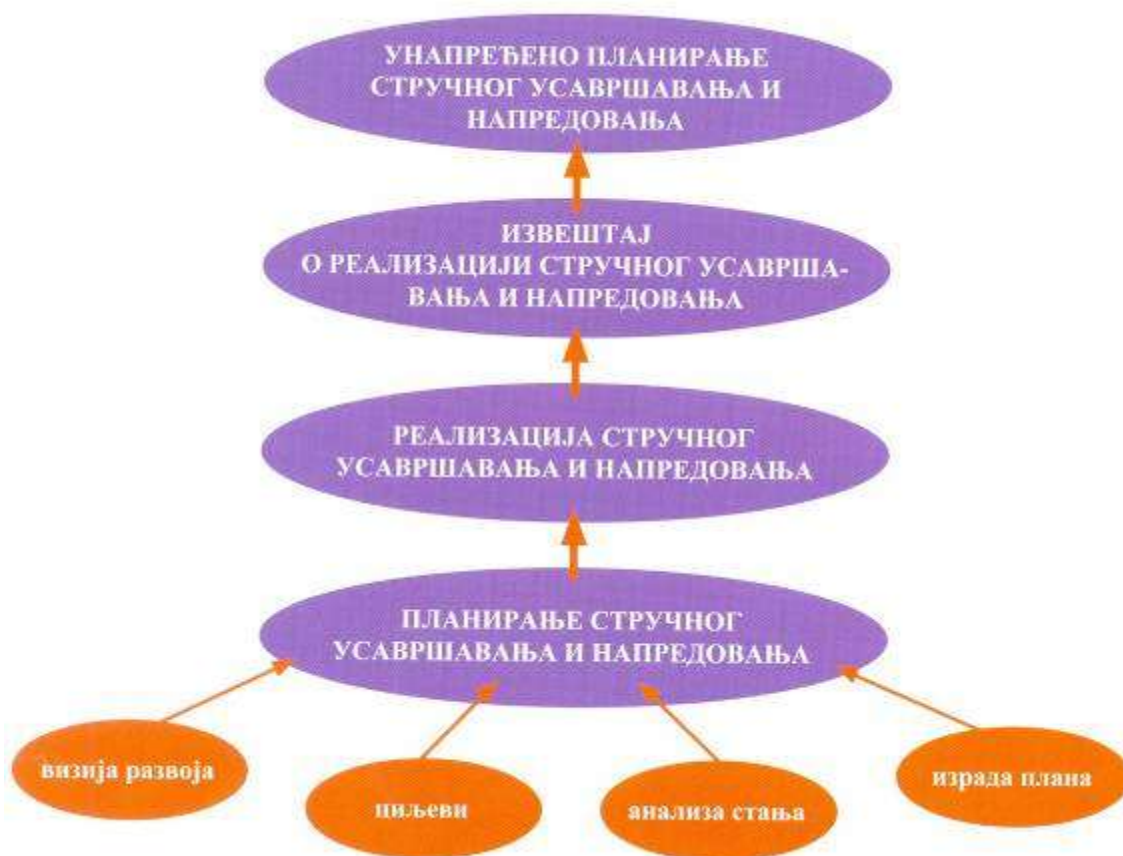 УНАПРЕЂЕНО ПЛАНИРАЊЕ
СТРУЧНОГ УСАВРШАВАЊА И
НАПРЕДОВАЊА
ИЗВЕШТАЈ
О РЕАЛИЗАЦИЈИ СТРУЧНОГ УСАВРША-
ВАЊА И НАПРЕДОВАЊА
РЕАЛИЗАЦИЈА СТРУЧНОГ
УСАВРШАВАЊА И НАПРЕДОВАЊА
ПЛАНИРАЊЕ СТРУЧНОГ
УСАВРШАВАЊА И НАПРЕДОВАЊА
визија развоја
циљеви
анализа стања
израда плана